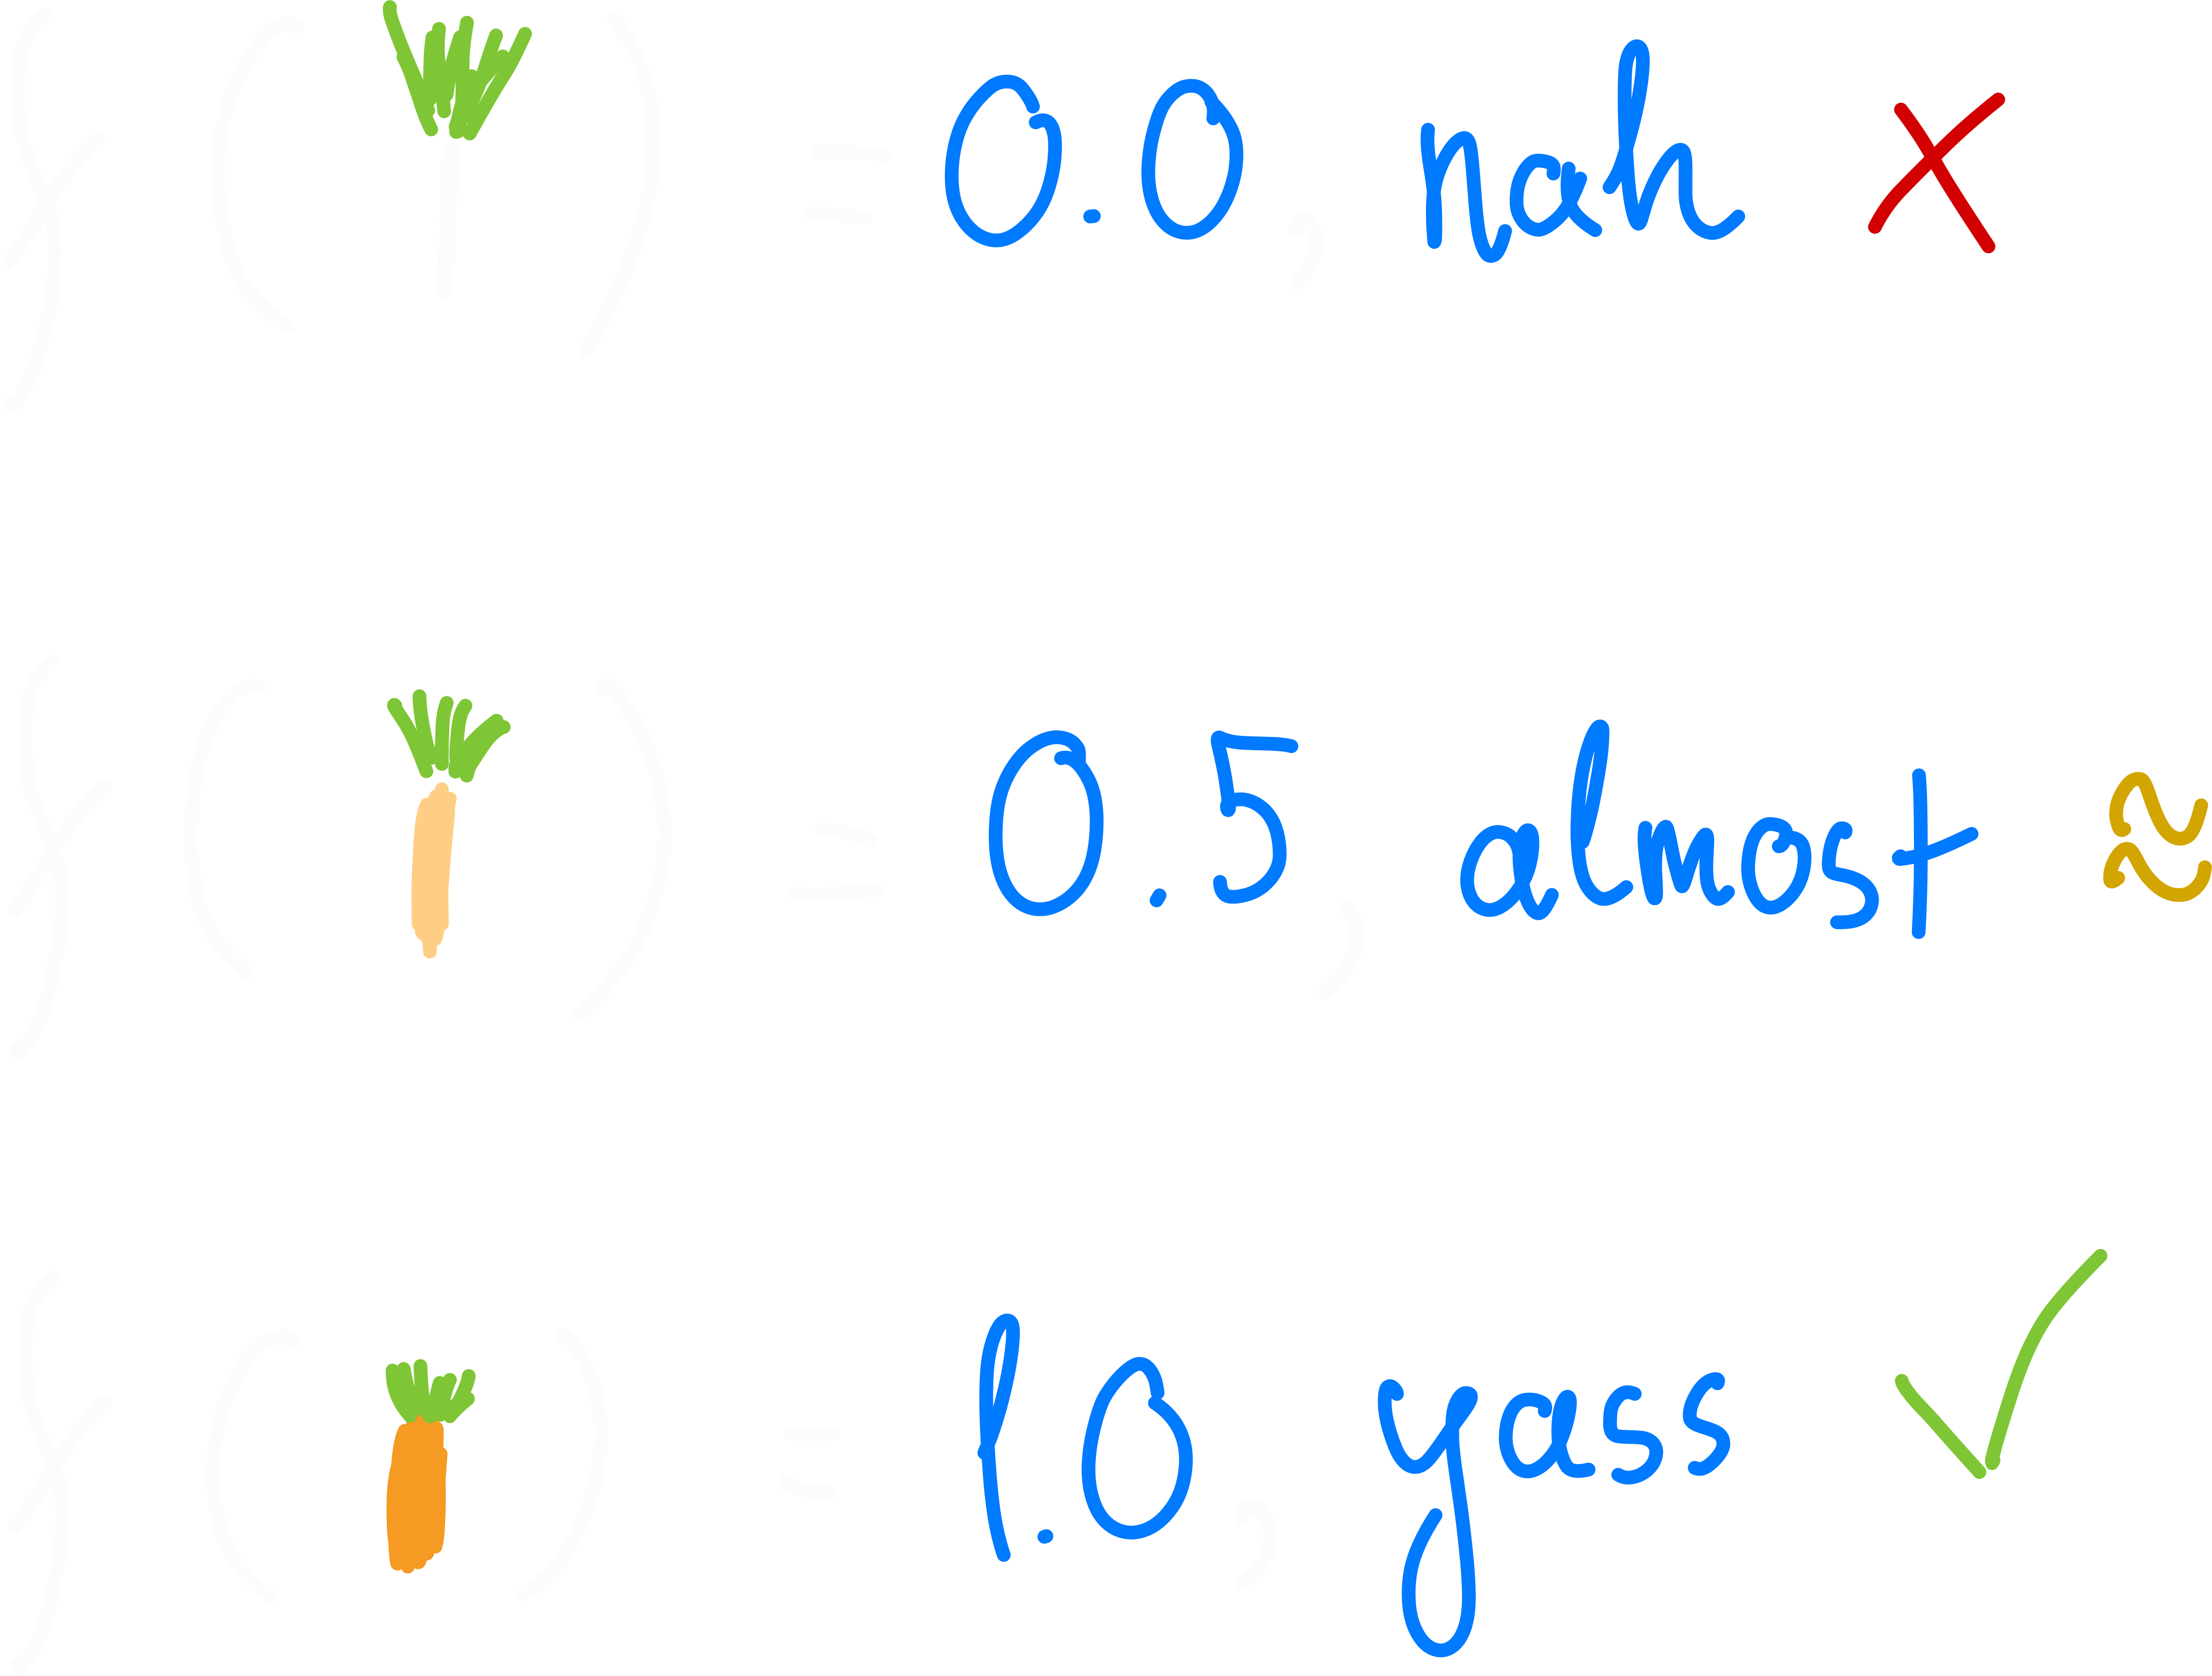 f( ) = 0.0, nah ✗
f( ) = 0.5, almost ≈
f( ) = 1.0, yass ✓